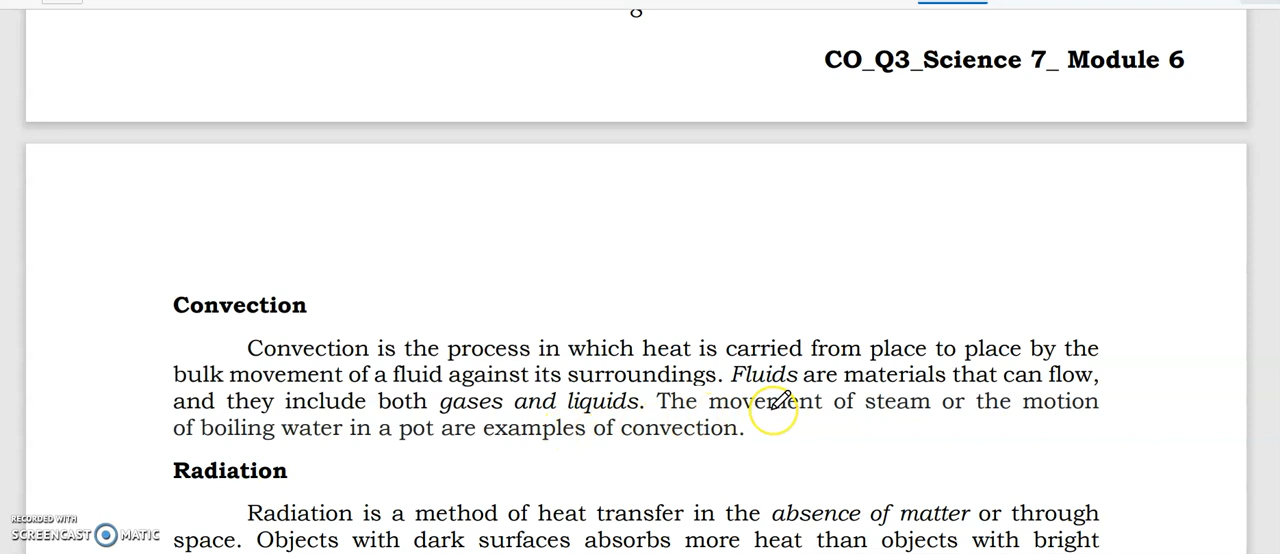 8
CO_Q3_Science 7_ Module 6
Convection
Convection is the process in which heat is carried from place to place by the
bulk movement of a fluid against its surroundings. Fluids are materials that can flow,
and they include both gases and liquids. The movement of steam or the motion
of boiling water in a pot are examples of convection.
Radiation
Radiation is a method of heat transfer in the absence of matter or through
space. Objects with dark surfaces absorbs more heat than objects with bright
RECORDED WITH
SCREENCAST MATIC